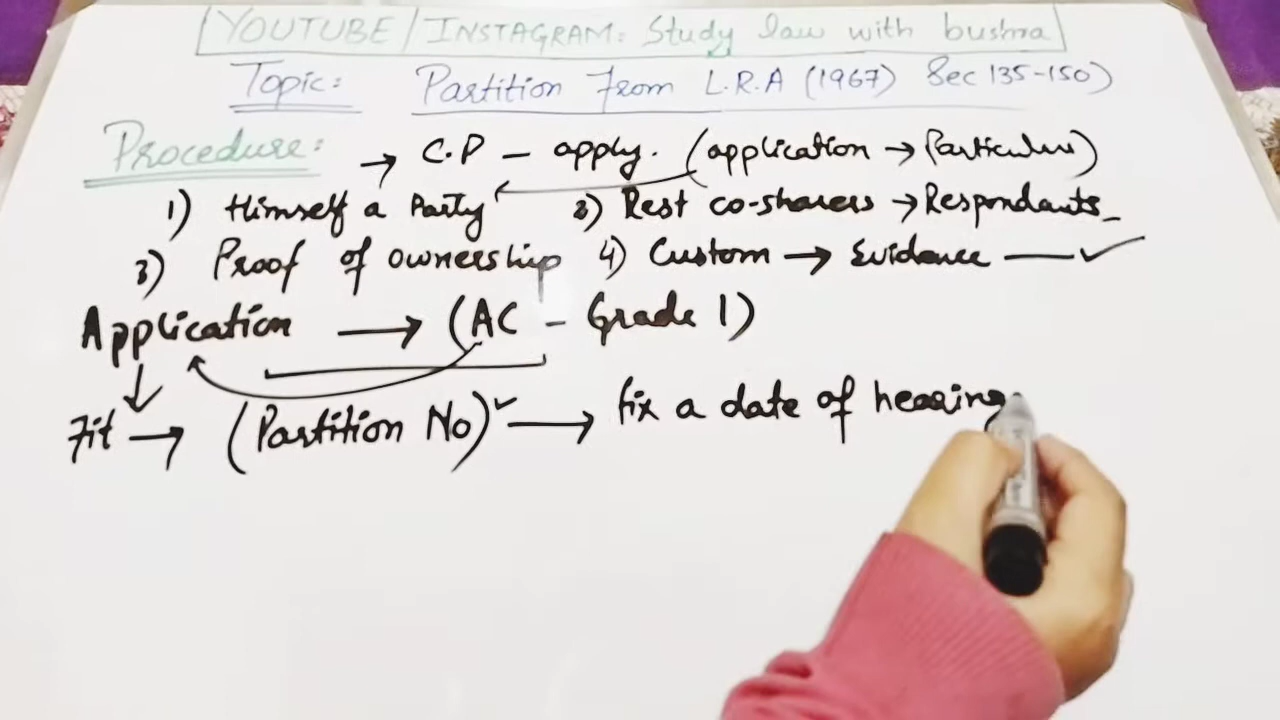 YOUTUBE/INSTAGRAM: Study law with bushra
Topic: Partition From L.R.A (1967) Sec 135-150)
Procedure: → C.P – apply. (application → Particulars)
1) Himself a Party 2) Rest co-sharers → Respondants
3) Proof of ownership 4) Custom → Evidence — ✓
Application → (AC - Grade 1)
↓
Fit → (Partition No) ✓ → fix a date of hearing